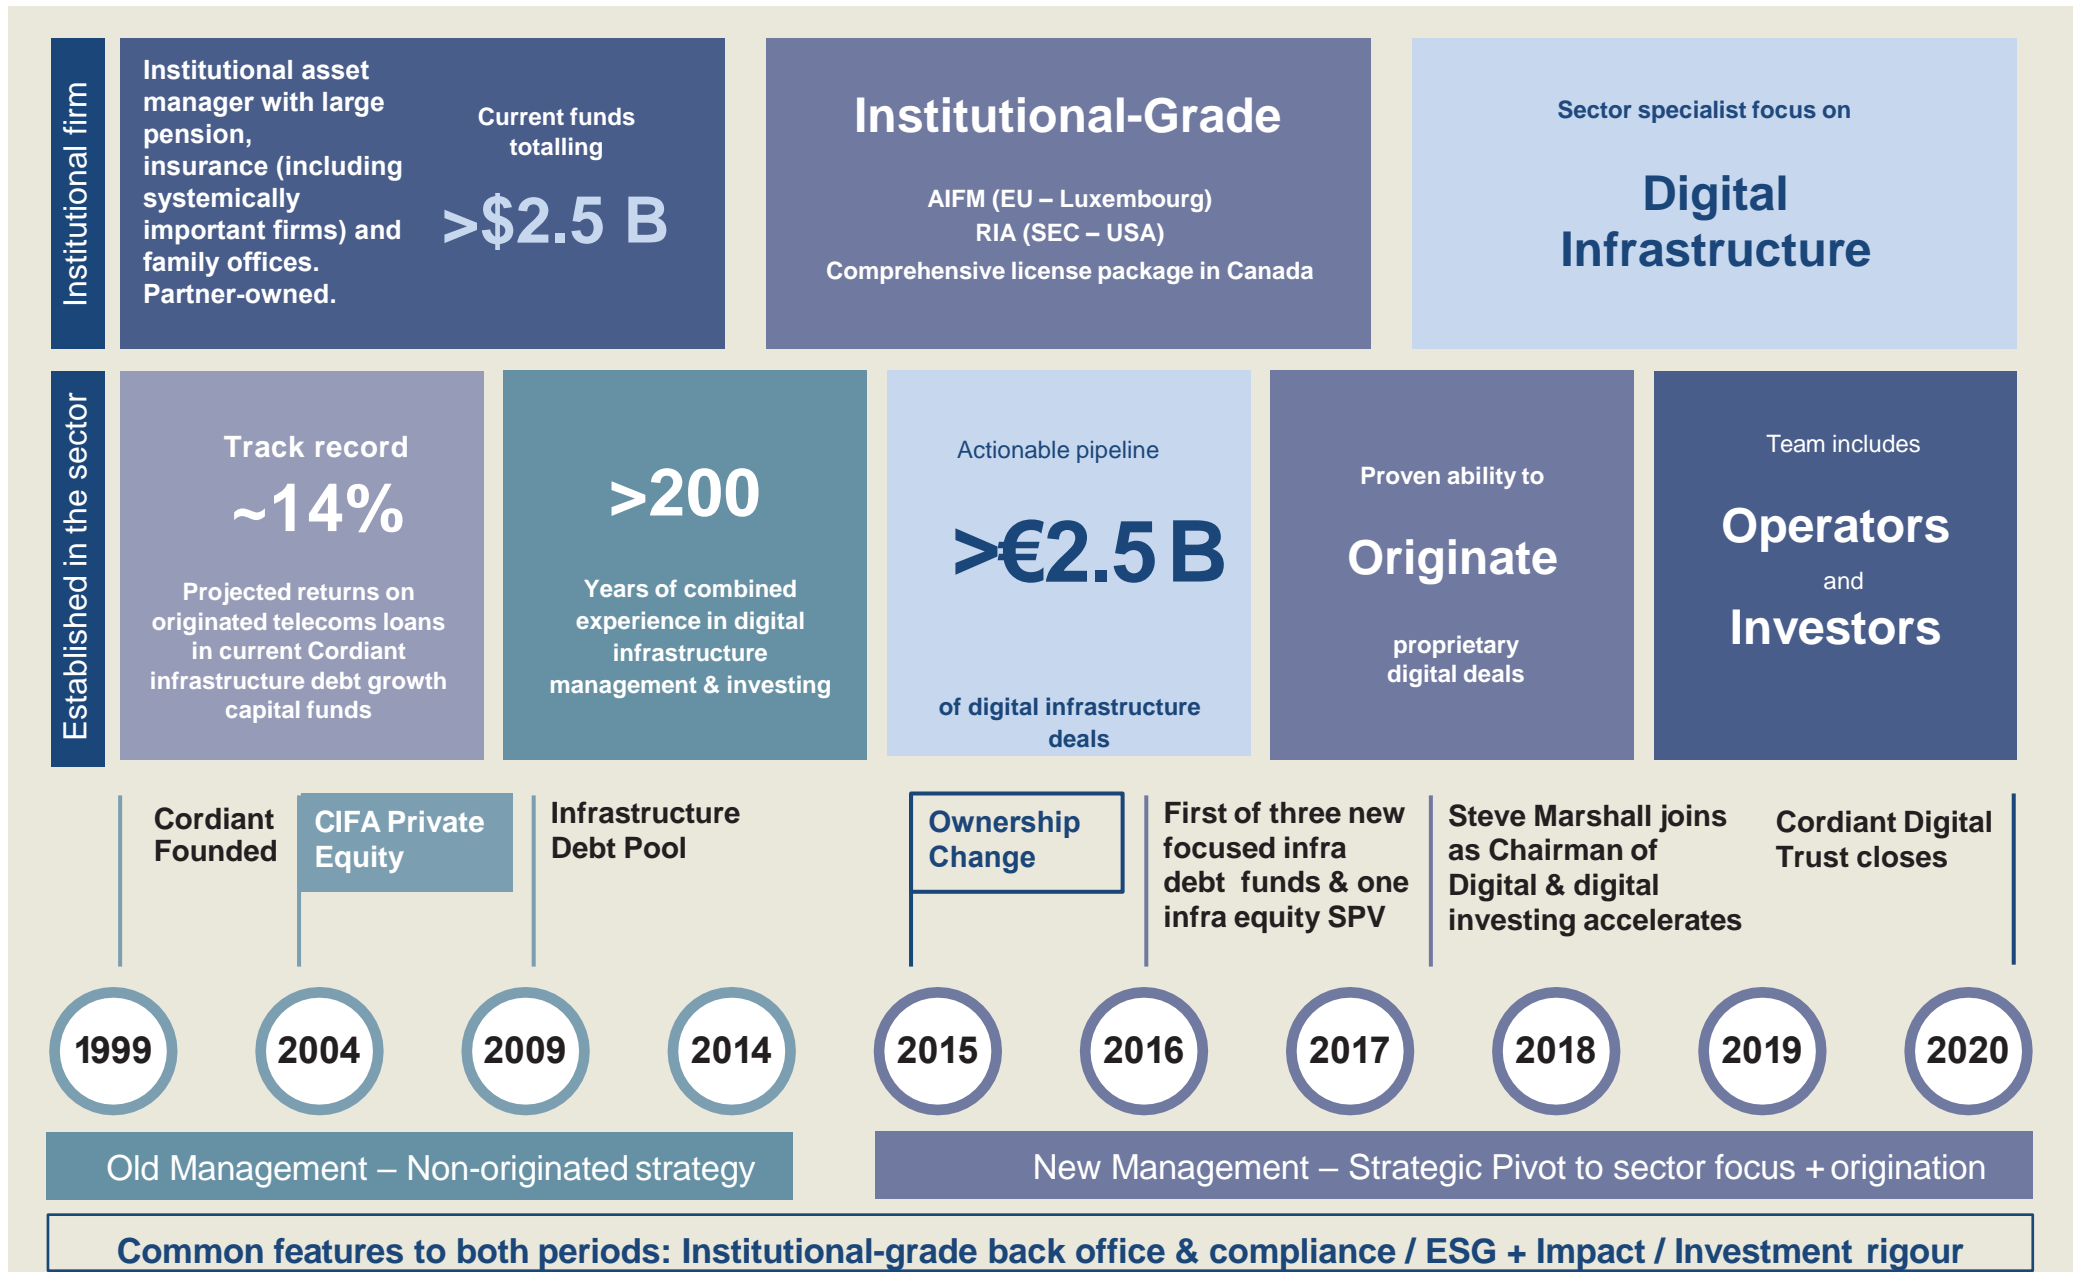 Institutional firm
Institutional asset
manager with large
pension,
insurance (including
systemically
important firms) and
family offices.
Partner-owned.
Current funds
totalling
>$2.5 B
Institutional-Grade
AIFM (EU – Luxembourg)
RIA (SEC – USA)
Comprehensive license package in Canada
Sector specialist focus on
Digital
Infrastructure
Established in the sector
Track record
~14%
Projected returns on
originated telecoms loans
in current Cordiant
infrastructure debt growth
capital funds
>200
Years of combined
experience in digital
infrastructure
management & investing
Actionable pipeline
>€2.5 B
of digital infrastructure
deals
Proven ability to
Originate
proprietary
digital deals
Team includes
Operators
and
Investors
Cordiant
Founded
CIFA Private
Equity
Infrastructure
Debt Pool
Ownership
Change
First of three new
focused infra
debt funds & one
infra equity SPV
Steve Marshall joins
as Chairman of
Digital & digital
investing accelerates
Cordiant Digital
Trust closes
1999
2004
2009
2014
2015
2016
2017
2018
2019
2020
Old Management – Non-originated strategy
New Management – Strategic Pivot to sector focus + origination
Common features to both periods: Institutional-grade back office & compliance / ESG + Impact / Investment rigour